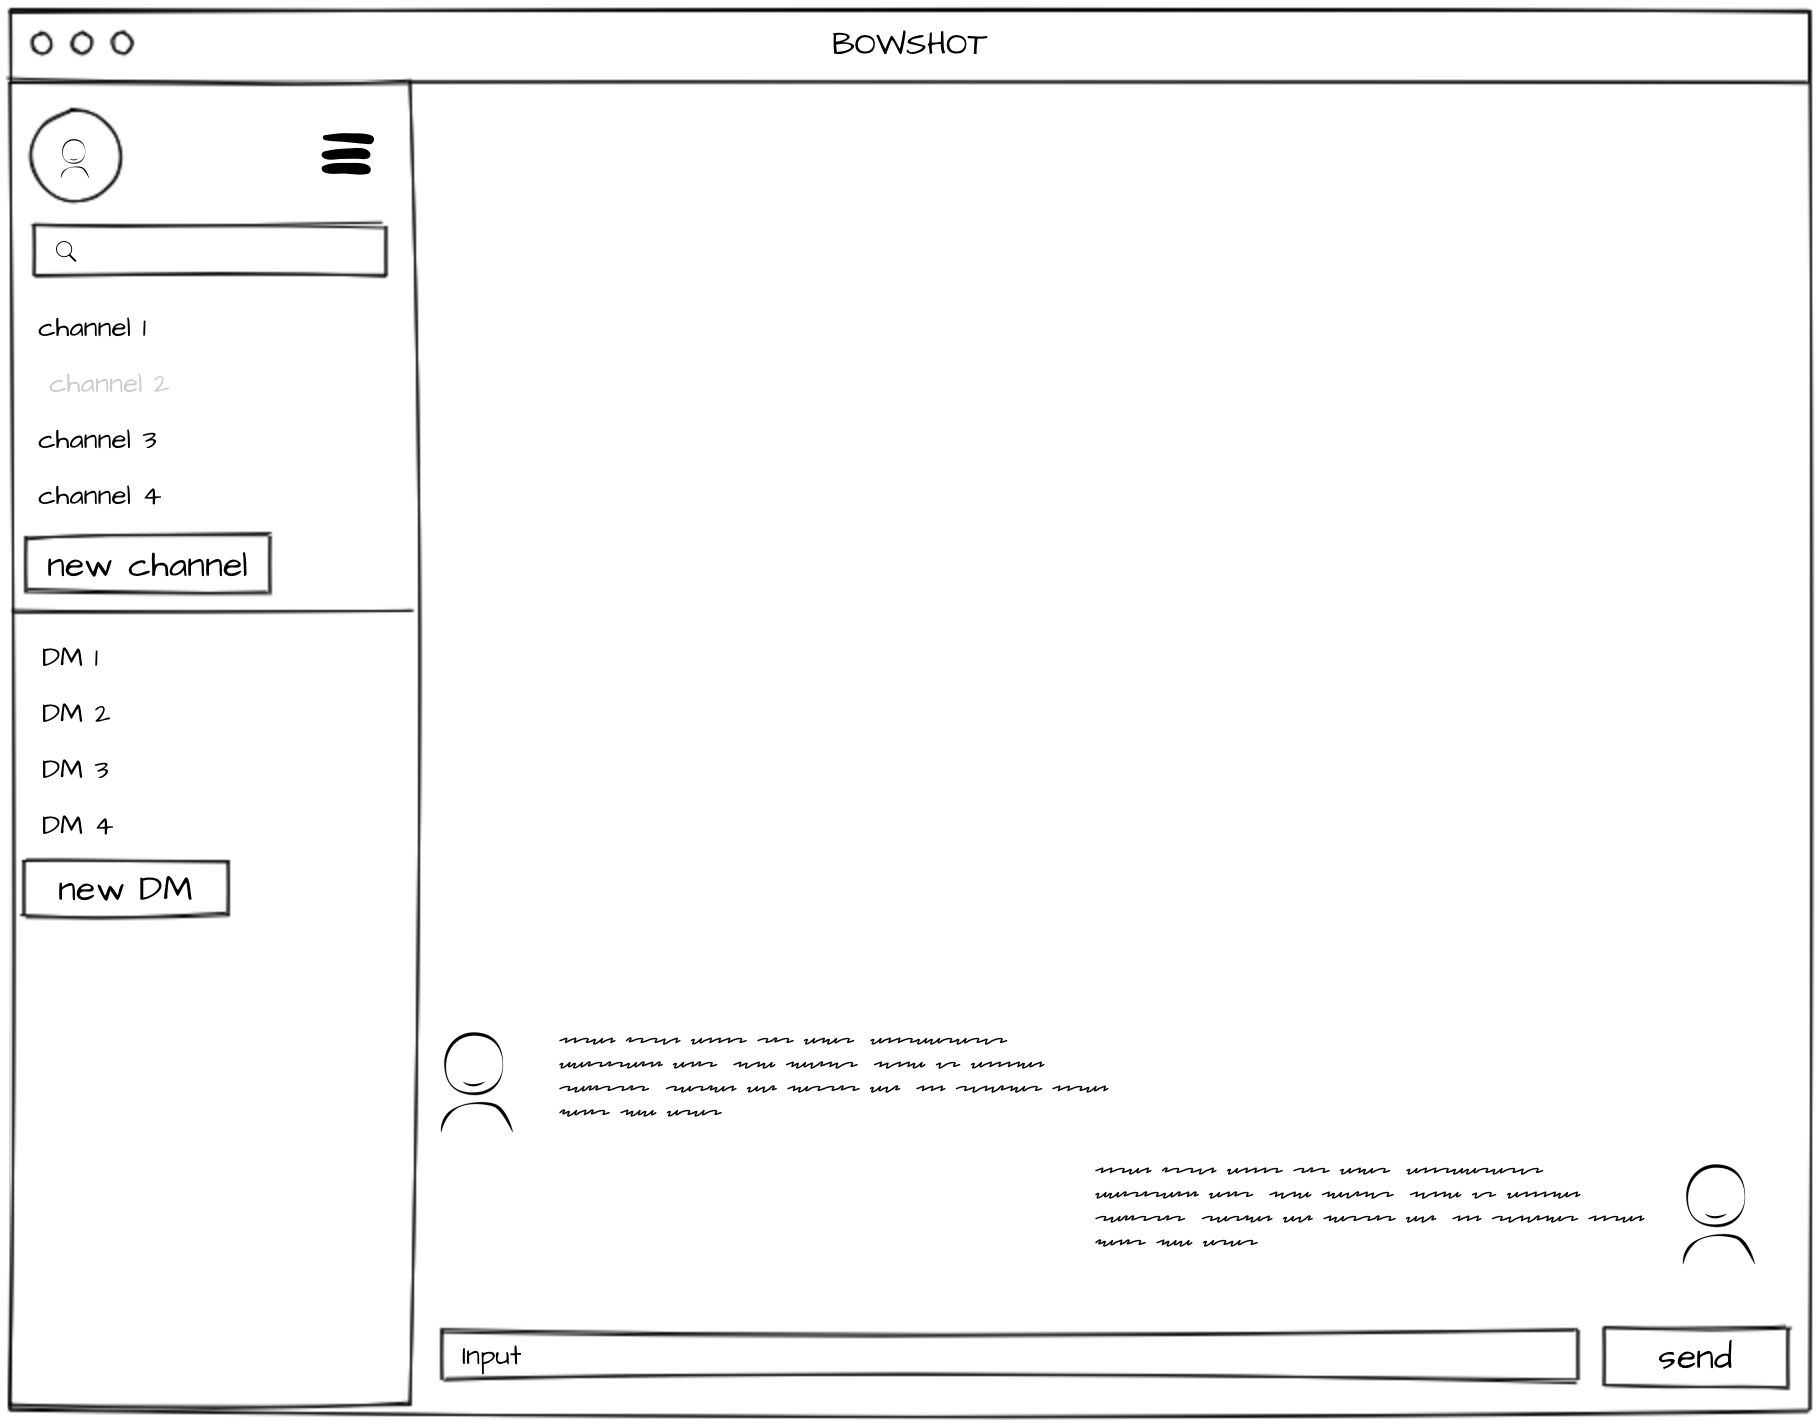 BOWSHOT
channel 1
channel 2
channel 3
channel 4
new channel
DM 1
DM 2
DM 3
DM 4
new DM
Input
send